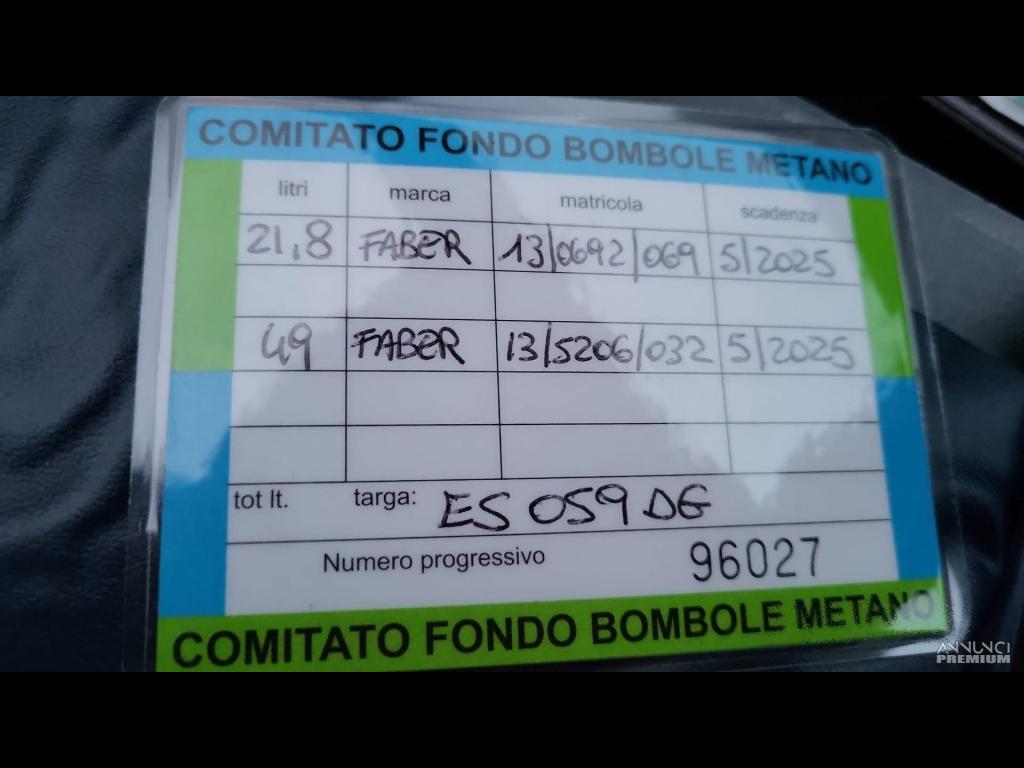 COMITATO FONDO BOMBOLE METANO
litri marca matricola scadenza
21,8 FABER 13/0692/069 5/2025
49 FABER 13/5206/032 5/2025
tot lt. targa: ES 059 DG
Numero progressivo 96027
COMITATO FONDO BOMBOLE METANO
ANNUNCI
PREMIUM